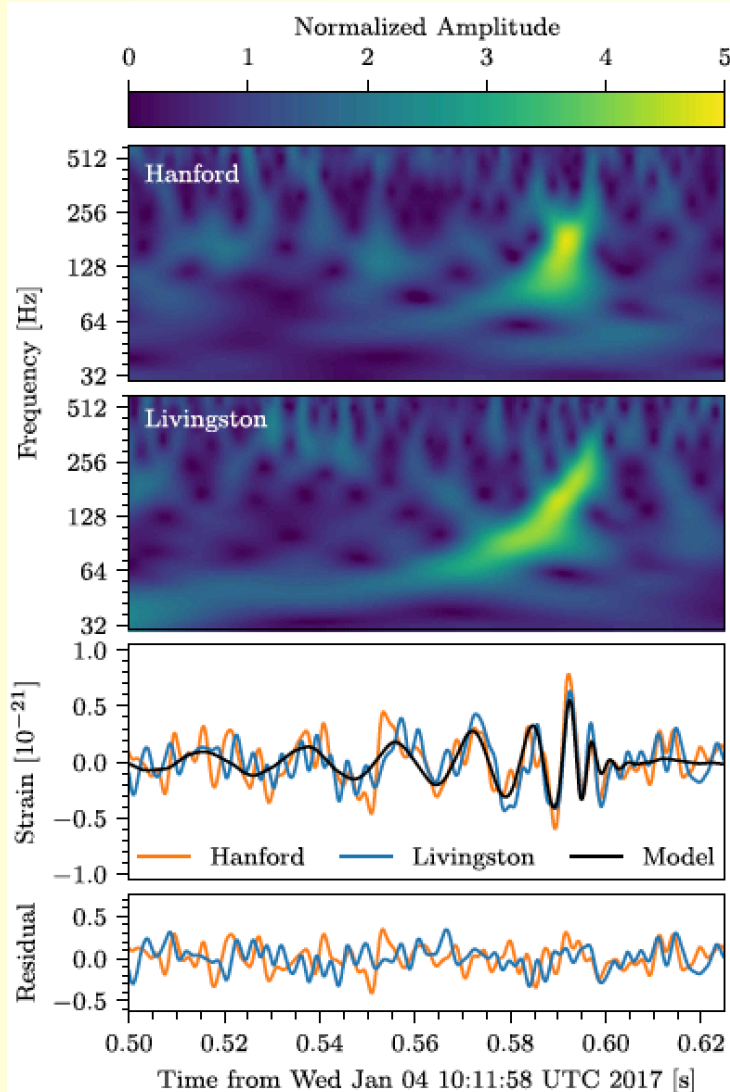 Normalized Amplitude
0 1 2 3 4 5
Hanford
512
256
128
64
32
Frequency [Hz]
Livingston
512
256
128
64
32
1.0
0.5
0.0
−0.5
−1.0
Strain [10⁻²¹]
Hanford Livingston Model
0.5
0.0
−0.5
Residual
0.50 0.52 0.54 0.56 0.58 0.60 0.62
Time from Wed Jan 04 10:11:58 UTC 2017 [s]